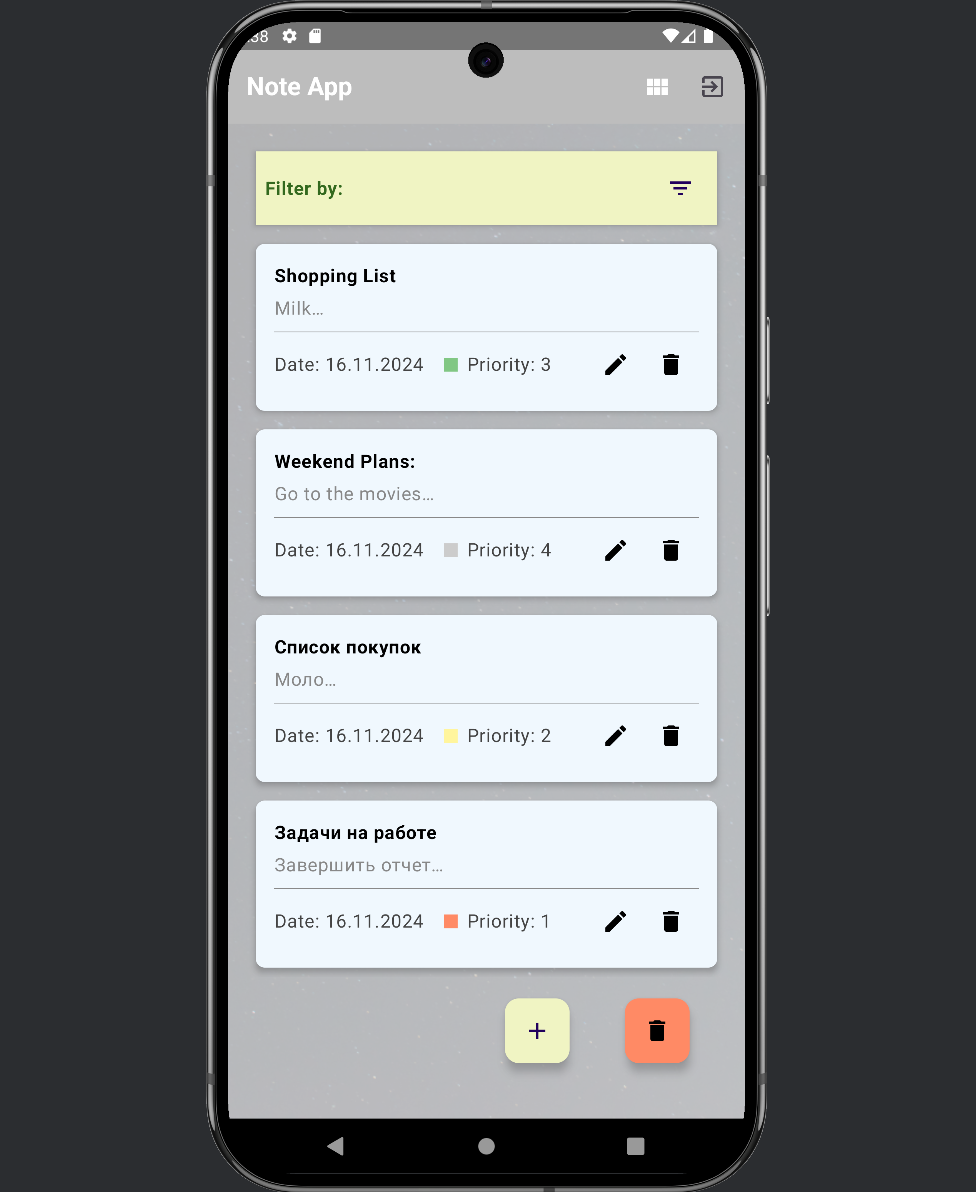 :38
Note App
Filter by:
Shopping List
Milk…
Date: 16.11.2024 Priority: 3
Weekend Plans:
Go to the movies…
Date: 16.11.2024 Priority: 4
Список покупок
Моло…
Date: 16.11.2024 Priority: 2
Задачи на работе
Завершить отчет…
Date: 16.11.2024 Priority: 1